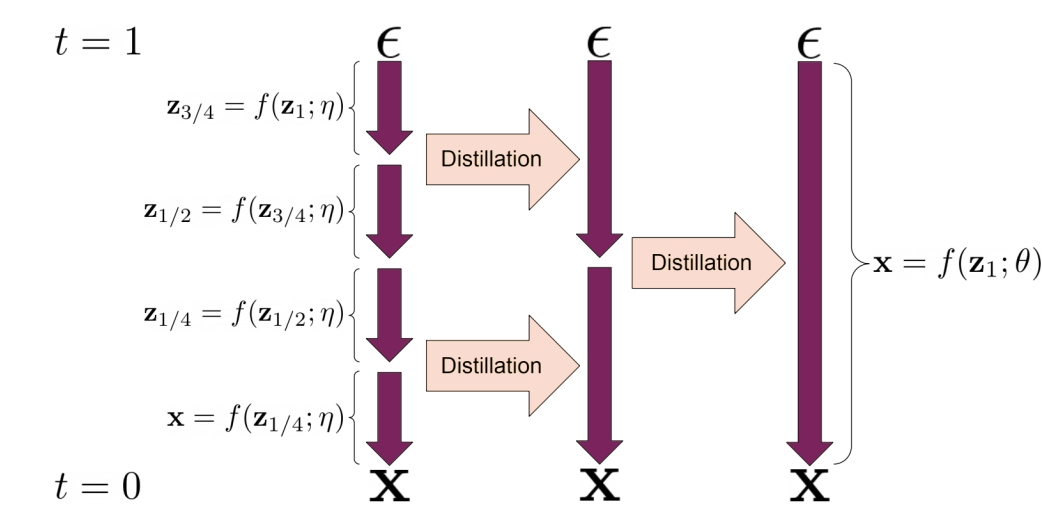 t = 1
ϵ
ϵ
ϵ
z_{3/4} = f(z_1; η)
Distillation
z_{1/2} = f(z_{3/4}; η)
Distillation
x = f(z_1; θ)
z_{1/4} = f(z_{1/2}; η)
Distillation
x = f(z_{1/4}; η)
t = 0
x
x
x